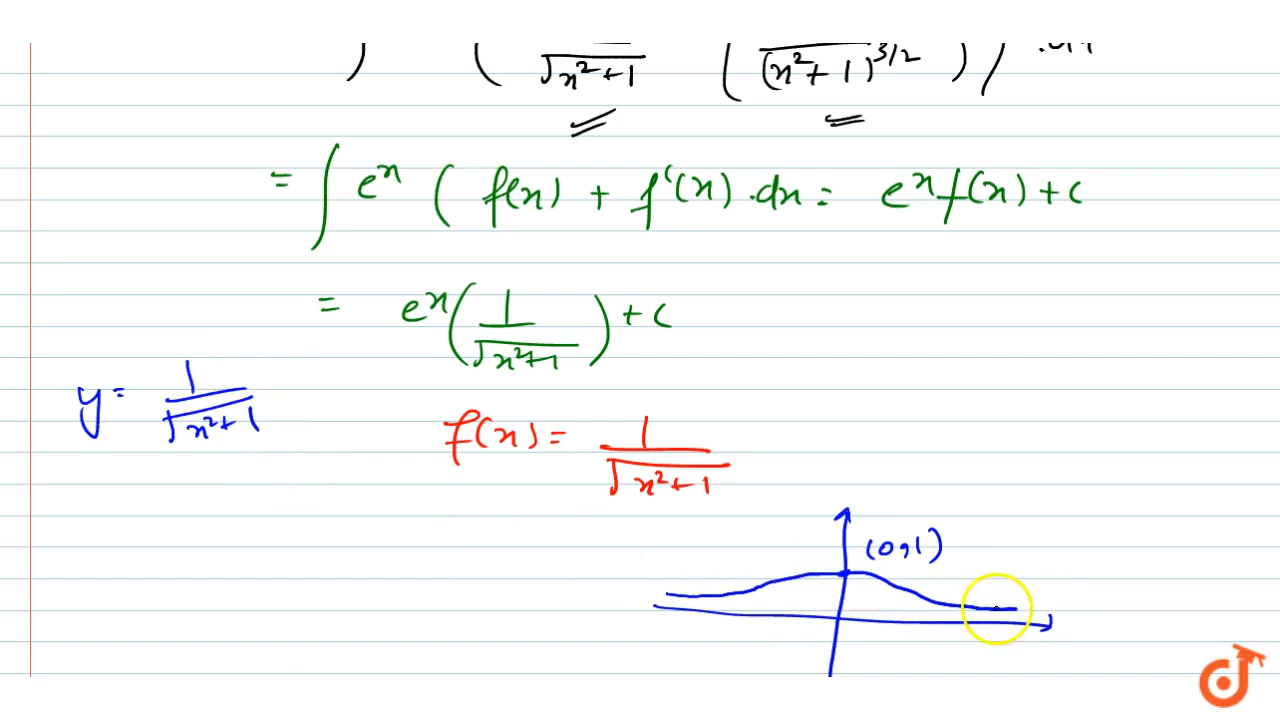 ) ( √x²+1 ( (x²+1)^3/2 ) )
= ∫ eˣ ( f(x) + f'(x) .dx = eˣ f(x) + c
= eˣ ( 1/√x²+1 ) + c
y = 1/√x²+1
f(x) = 1/√x²+1
(0,1)